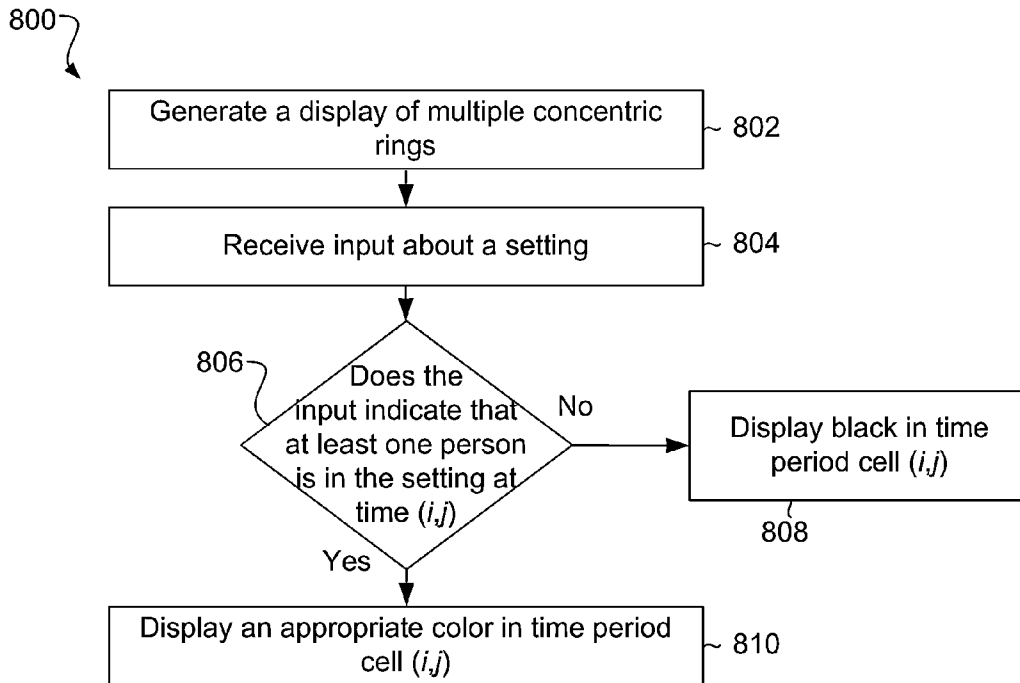 800
Generate a display of multiple concentric
rings
802
Receive input about a setting
804
806
Does the
input indicate that
at least one person
is in the setting at
time (i,j)
No
Display black in time
period cell (i,j)
808
Yes
Display an appropriate color in time period
cell (i,j)
810